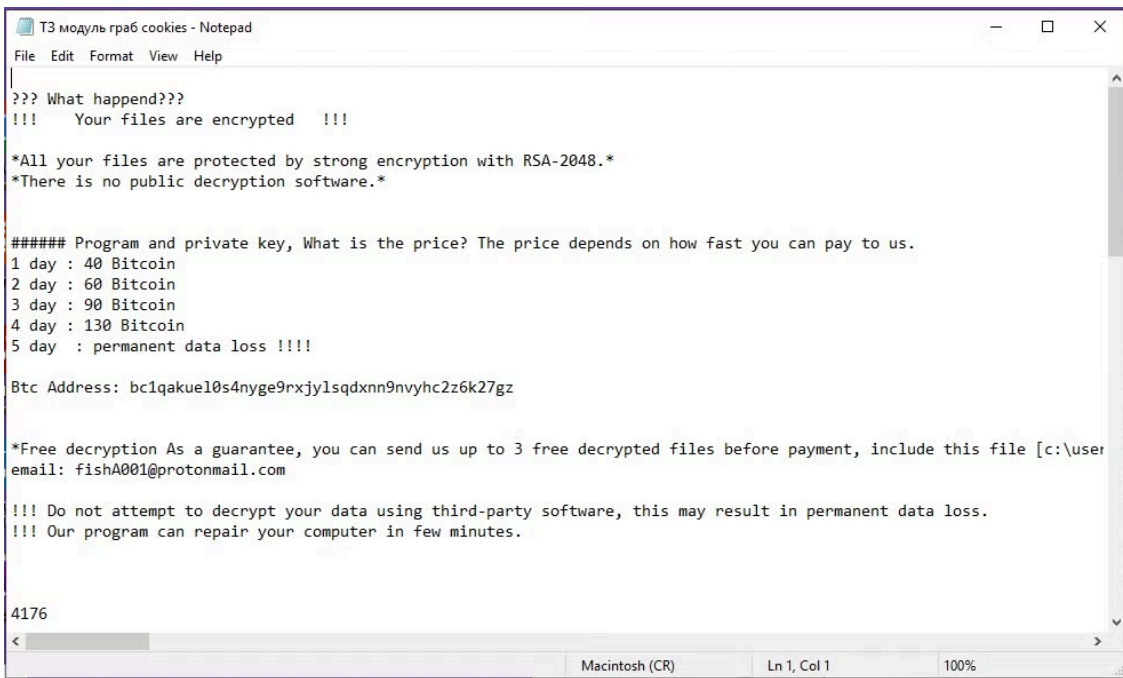 ТЗ модуль граб cookies - Notepad
File Edit Format View Help
??? What happend???
!!! Your files are encrypted !!!
*All your files are protected by strong encryption with RSA-2048.*
*There is no public decryption software.*
###### Program and private key, What is the price? The price depends on how fast you can pay to us.
1 day : 40 Bitcoin
2 day : 60 Bitcoin
3 day : 90 Bitcoin
4 day : 130 Bitcoin
5 day : permanent data loss !!!!
Btc Address: bc1qakuel0s4nyge9rxjylsqdxnn9nvyhc2z6k27gz
*Free decryption As a guarantee, you can send us up to 3 free decrypted files before payment, include this file [c:\user
email: fishA001@protonmail.com
!!! Do not attempt to decrypt your data using third-party software, this may result in permanent data loss.
!!! Our program can repair your computer in few minutes.
4176
Macintosh (CR) Ln 1, Col 1 100%